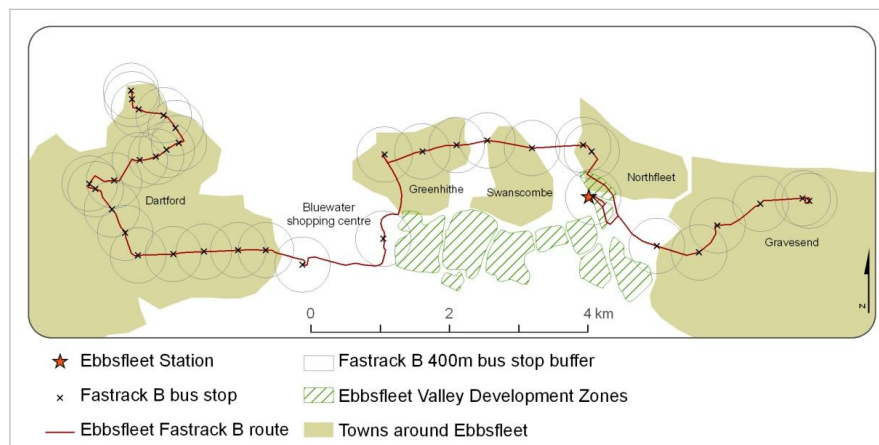 Dartford
Bluewater
shopping centre
Greenhithe
Swanscombe
Northfleet
Gravesend
0 2 4 km
N
Ebbsfleet Station
Fastrack B 400m bus stop buffer
Fastrack B bus stop
Ebbsfleet Valley Development Zones
Ebbsfleet Fastrack B route
Towns around Ebbsfleet